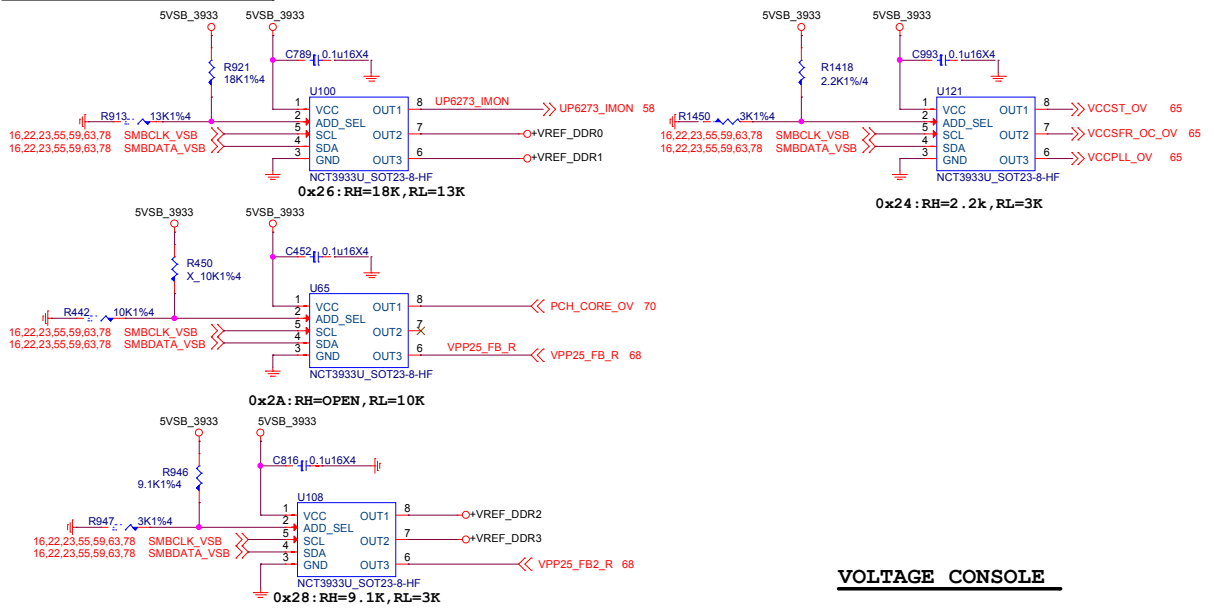 5VSB_3933 5VSB_3933
C789 0.1u16X4
R921
18K1%4
U100
R913 13K1%4
1 VCC OUT1 8 UP6273_IMON UP6273_IMON 58
2 ADD_SEL
16,22,23,55,59,63,78 SMBCLK_VSB 5 SCL OUT2 7 +VREF_DDR0
16,22,23,55,59,63,78 SMBDATA_VSB 4 SDA
3 GND OUT3 6 +VREF_DDR1
NCT3933U_SOT23-8-HF
0x26:RH=18K,RL=13K
5VSB_3933 5VSB_3933
C993 0.1u16X4
R1418
2.2K1%/4
U121
R1450 3K1%4
1 VCC OUT1 8 VCCST_OV 65
2 ADD_SEL
16,22,23,55,59,63,78 SMBCLK_VSB 5 SCL OUT2 7 VCCSFR_OC_OV 65
16,22,23,55,59,63,78 SMBDATA_VSB 4 SDA
3 GND OUT3 6 VCCPLL_OV 65
NCT3933U_SOT23-8-HF
0x24:RH=2.2k,RL=3K
5VSB_3933 5VSB_3933
C452 0.1u16X4
R450
X_10K1%4
U65
R442 10K1%4
1 VCC OUT1 8 PCH_CORE_OV 70
2 ADD_SEL
16,22,23,55,59,63,78 SMBCLK_VSB 5 SCL OUT2 7
16,22,23,55,59,63,78 SMBDATA_VSB 4 SDA
3 GND OUT3 6 VPP25_FB_R VPP25_FB_R 68
NCT3933U_SOT23-8-HF
0x2A:RH=OPEN,RL=10K
5VSB_3933 5VSB_3933
C816 0.1u16X4
R946
9.1K1%4
U108
R947 3K1%4
1 VCC OUT1 8 +VREF_DDR2
2 ADD_SEL
16,22,23,55,59,63,78 SMBCLK_VSB 5 SCL OUT2 7 +VREF_DDR3
16,22,23,55,59,63,78 SMBDATA_VSB 4 SDA
3 GND OUT3 6 VPP25_FB2_R 68
NCT3933U_SOT23-8-HF
0x28:RH=9.1K,RL=3K
VOLTAGE CONSOLE